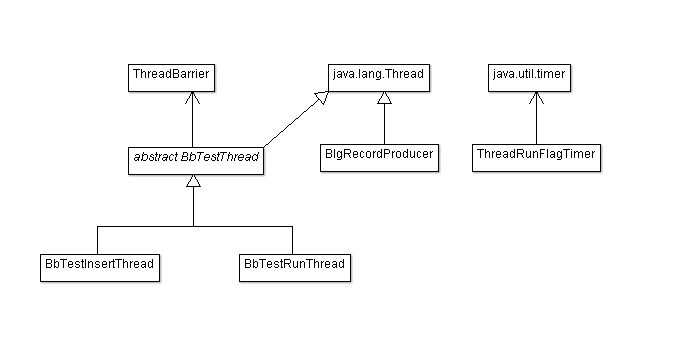 ThreadBarrier
java.lang.Thread
java.util.timer
abstract BbTestThread
BlgRecordProducer
ThreadRunFlagTimer
BbTestInsertThread
BbTestRunThread